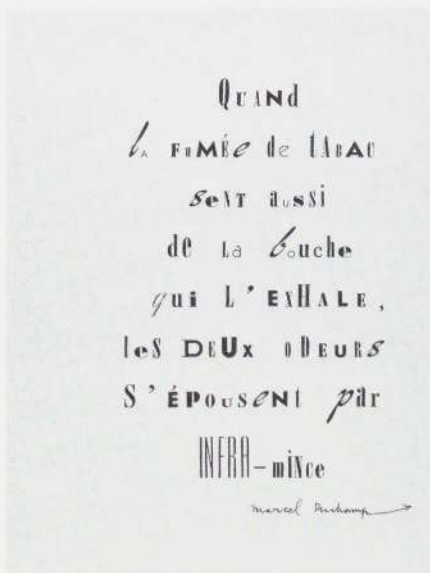 QUANd
LA FUMÉe de tABAC
seNT aussi
de La bouche
qui L'EXHALE,
leS DEUx ODEURS
S'ÉPousENt par
INFRA-miNce
Marcel Duchamp